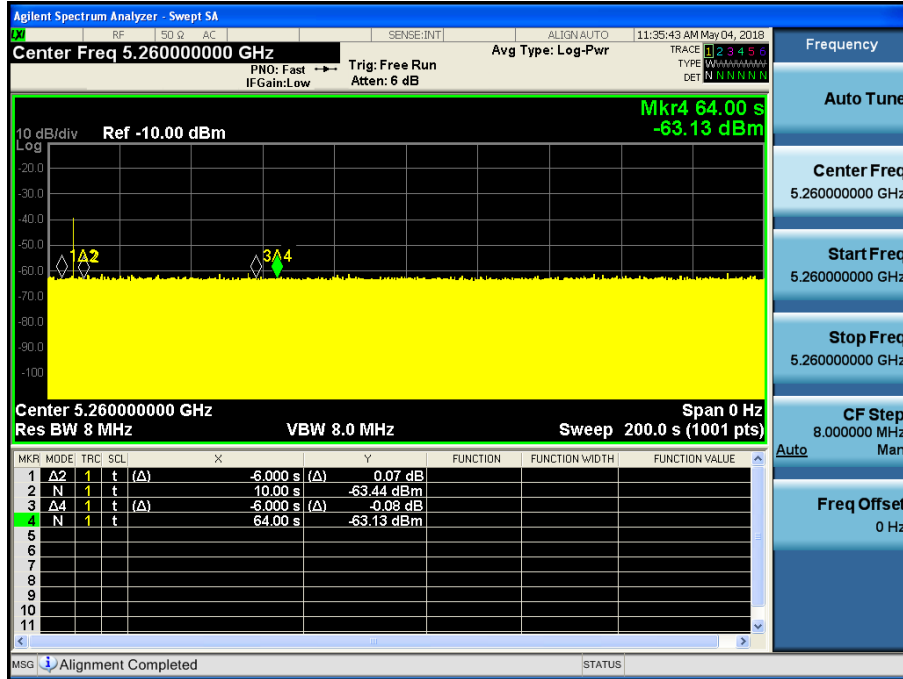 Agilent Spectrum Analyzer - Swept SA
LXI RF 50 Ω AC SENSE:INT ALIGN AUTO 11:35:43 AM May 04, 2018
Center Freq 5.260000000 GHz Avg Type: Log-Pwr TRACE 1 2 3 4 5 6
PNO: Fast Trig: Free Run TYPE W
IFGain:Low Atten: 6 dB DET N N N N N N
Frequency
Mkr4 64.00 s
10 dB/div Ref -10.00 dBm -63.13 dBm
Log
-20.0
-30.0
-40.0
-50.0
-60.0
-70.0
-80.0
-90.0
-100
1Δ2 3Δ4
Center 5.260000000 GHz Span 0 Hz
Res BW 8 MHz VBW 8.0 MHz Sweep 200.0 s (1001 pts)
MKR MODE TRC SCL X Y FUNCTION FUNCTION WIDTH FUNCTION VALUE
1 Δ2 1 t (Δ) -6.000 s (Δ) 0.07 dB
2 N 1 t 10.00 s -63.44 dBm
3 Δ4 1 t (Δ) -6.000 s (Δ) -0.08 dB
4 N 1 t 64.00 s -63.13 dBm
5
6
7
8
9
10
11
MSG Alignment Completed STATUS
Auto Tune
Center Freq
5.260000000 GHz
Start Freq
5.260000000 GHz
Stop Freq
5.260000000 GHz
CF Step
8.000000 MHz
Auto Man
Freq Offset
0 Hz